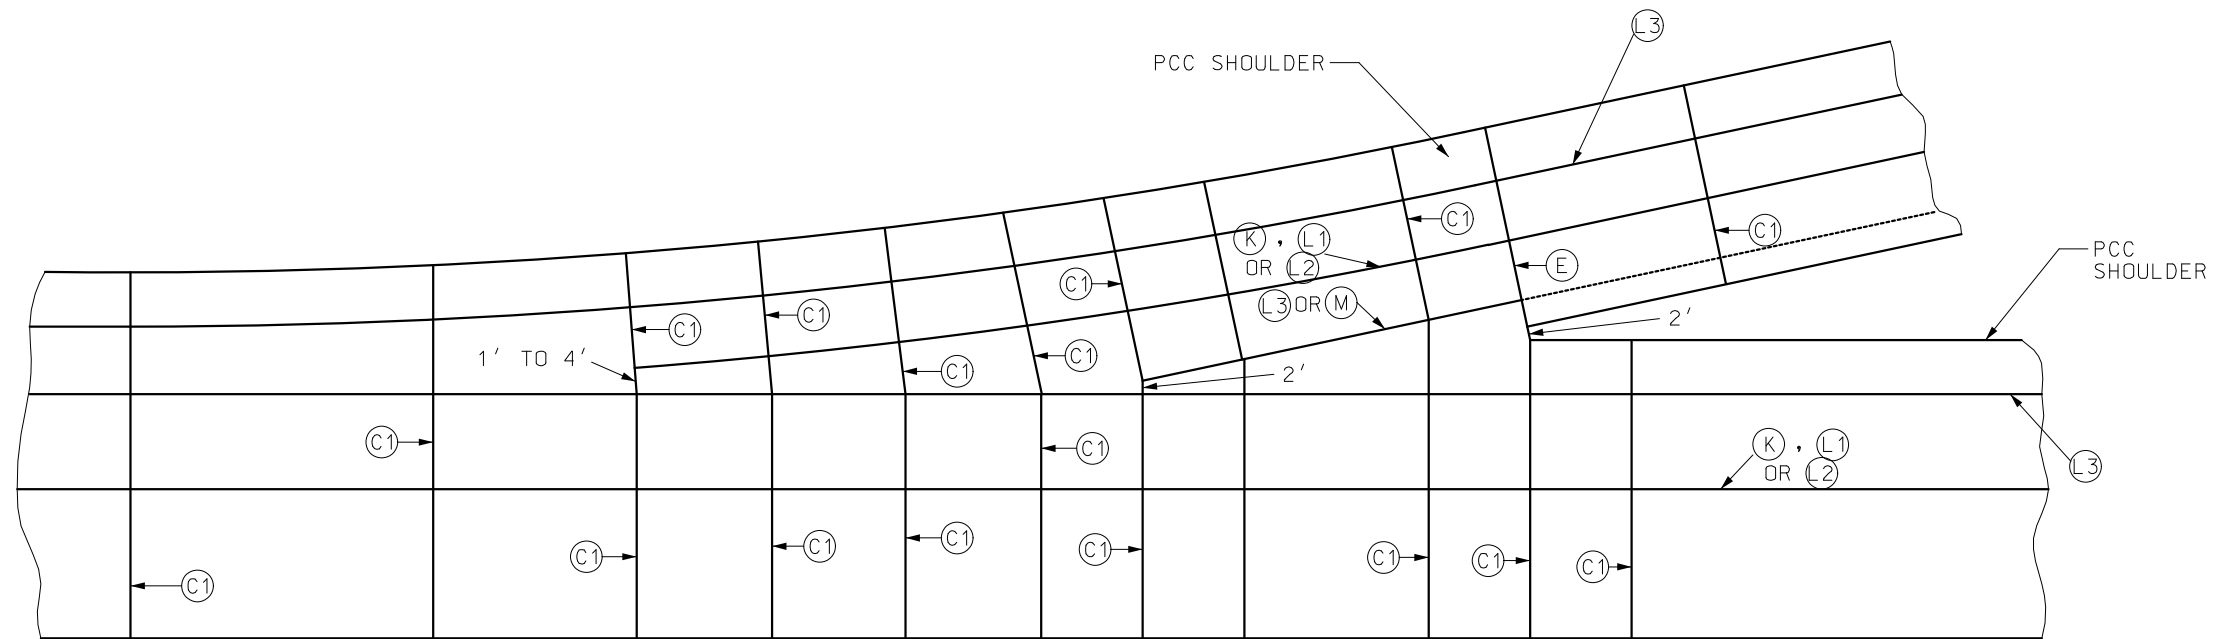 L3
PCC SHOULDER
C1
K , L1
OR L2
C1
PCC
SHOULDER
E
C1
L3 OR M
C1
2'
C1
C1
1' TO 4'
C1
C1
2'
C1
C1
K , L1
OR L2
L3
C1
C1
C1
C1
C1
C1
C1
C1
C1